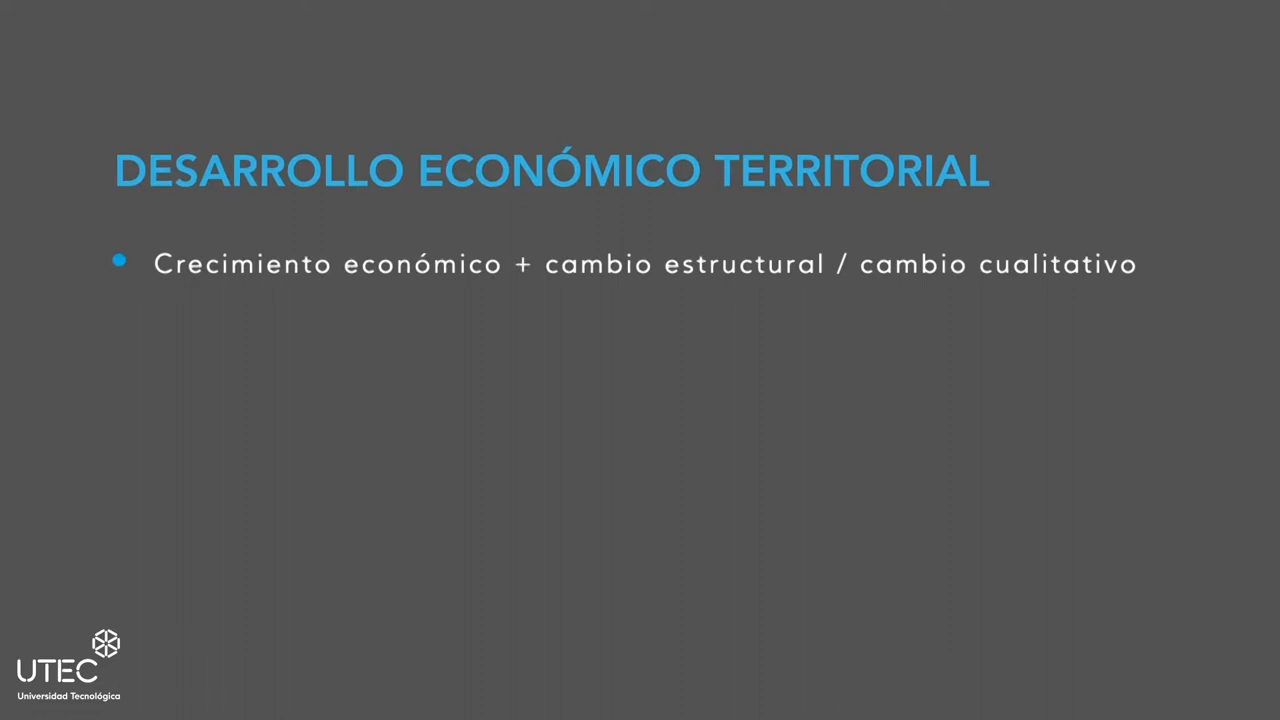 DESARROLLO ECONÓMICO TERRITORIAL
Crecimiento económico + cambio estructural / cambio cualitativo
UTEC
Universidad Tecnológica